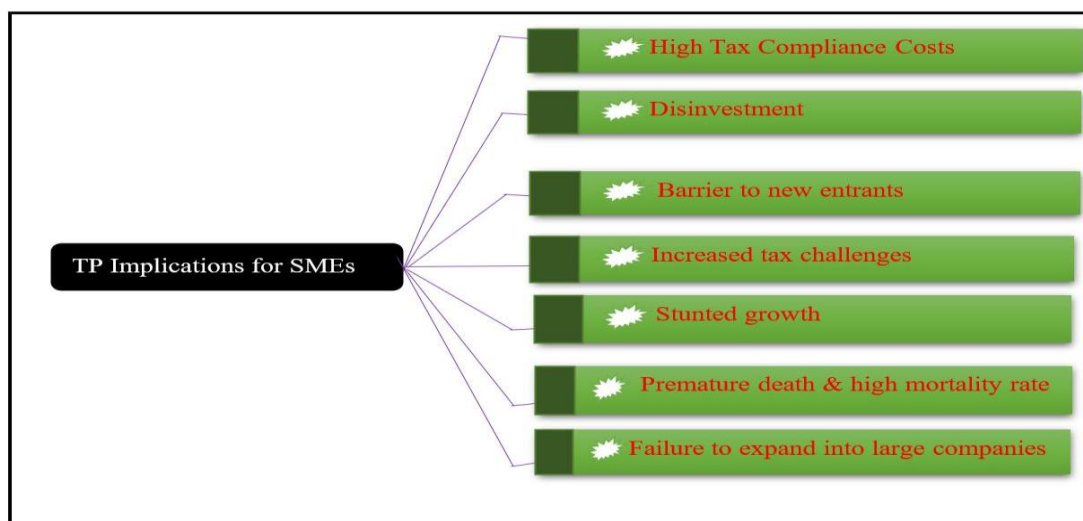 High Tax Compliance Costs
Disinvestment
Barrier to new entrants
TP Implications for SMEs
Increased tax challenges
Stunted growth
Premature death & high mortality rate
Failure to expand into large companies